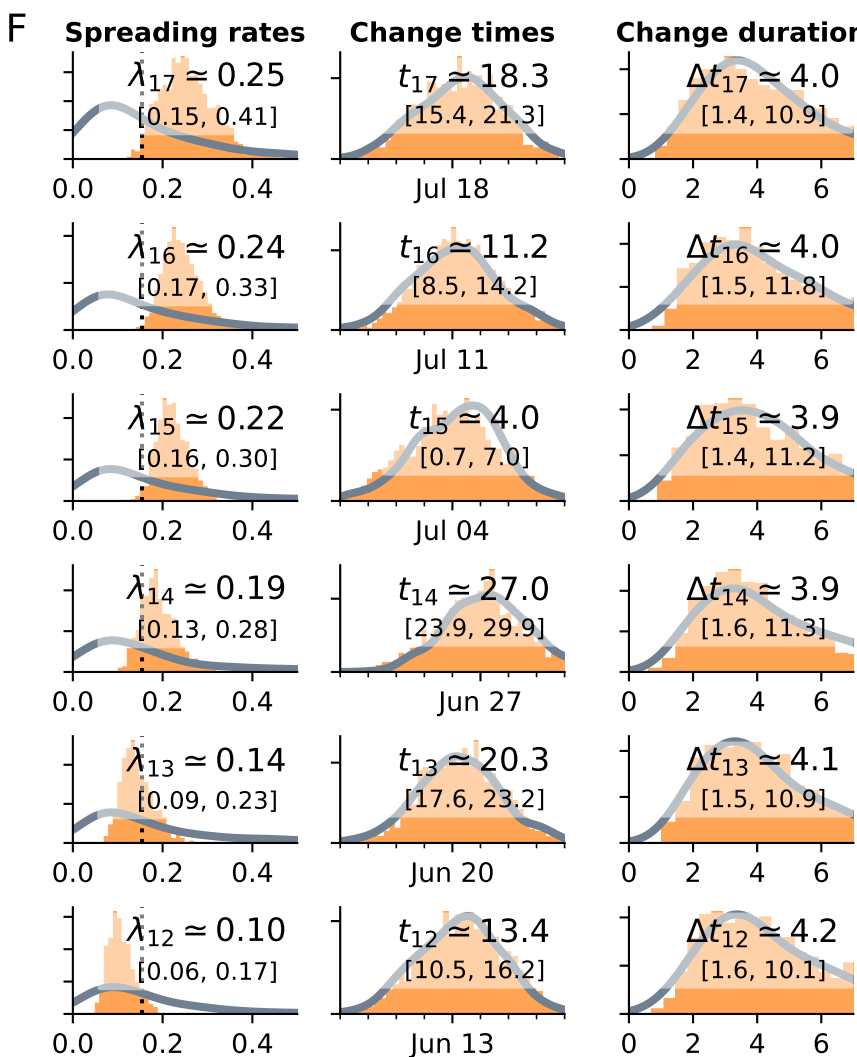 F
Spreading rates Change times Change duration
λ17 ≃ 0.25 t17 ≃ 18.3 Δt17 ≃ 4.0
[0.15, 0.41] [15.4, 21.3] [1.4, 10.9]
0.0 0.2 0.4 Jul 18 0 2 4 6
λ16 ≃ 0.24 t16 ≃ 11.2 Δt16 ≃ 4.0
[0.17, 0.33] [8.5, 14.2] [1.5, 11.8]
0.0 0.2 0.4 Jul 11 0 2 4 6
λ15 ≃ 0.22 t15 ≃ 4.0 Δt15 ≃ 3.9
[0.16, 0.30] [0.7, 7.0] [1.4, 11.2]
0.0 0.2 0.4 Jul 04 0 2 4 6
λ14 ≃ 0.19 t14 ≃ 27.0 Δt14 ≃ 3.9
[0.13, 0.28] [23.9, 29.9] [1.6, 11.3]
0.0 0.2 0.4 Jun 27 0 2 4 6
λ13 ≃ 0.14 t13 ≃ 20.3 Δt13 ≃ 4.1
[0.09, 0.23] [17.6, 23.2] [1.5, 10.9]
0.0 0.2 0.4 Jun 20 0 2 4 6
λ12 ≃ 0.10 t12 ≃ 13.4 Δt12 ≃ 4.2
[0.06, 0.17] [10.5, 16.2] [1.6, 10.1]
0.0 0.2 0.4 Jun 13 0 2 4 6